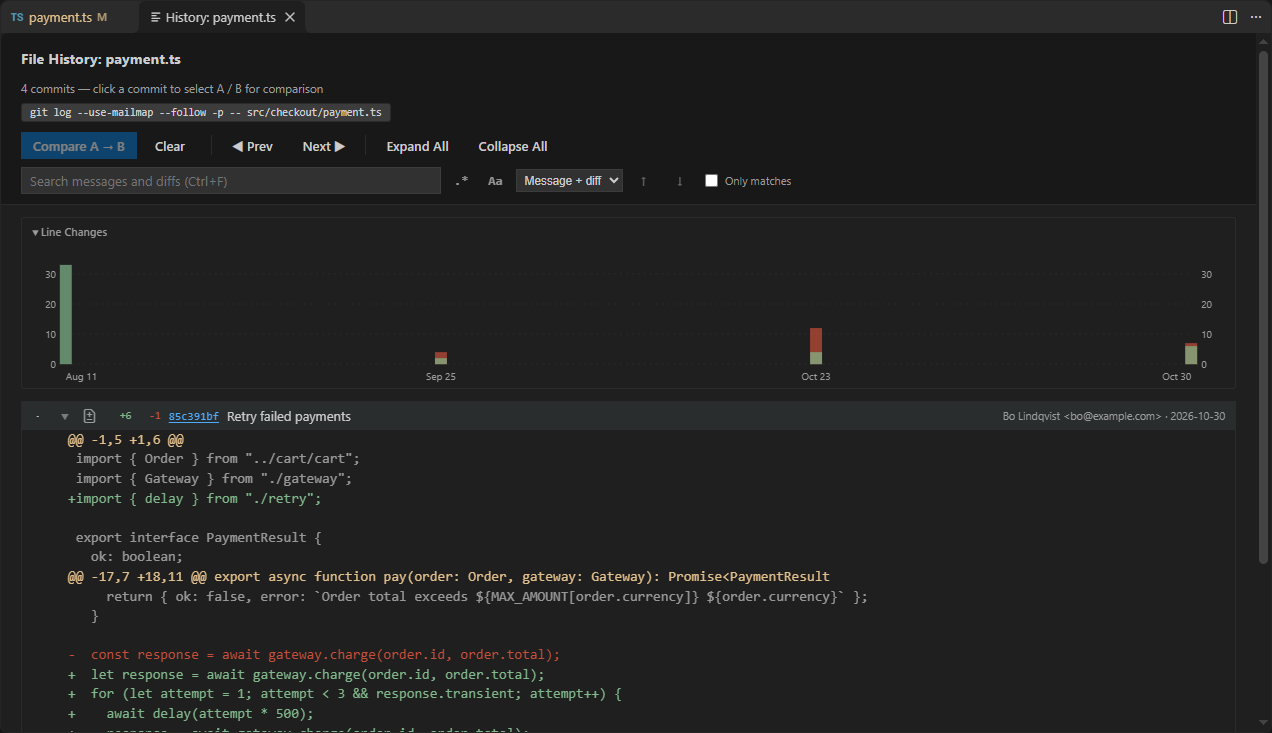 TS payment.ts M
History: payment.ts ✕
File History: payment.ts
4 commits — click a commit to select A / B for comparison
git log --use-mailmap --follow -p -- src/checkout/payment.ts
Compare A → B Clear ◀ Prev Next ▶ Expand All Collapse All
Search messages and diffs (Ctrl+F) .* Aa Message + diff ↑ ↓ Only matches
▾ Line Changes
30 30
20 20
10 10
0 0
Aug 11 Sep 25 Oct 23 Oct 30
- ▼ +6 -1 85c391bf Retry failed payments Bo Lindqvist <bo@example.com> · 2026-10-30
@@ -1,5 +1,6 @@
 import { Order } from "../cart/cart";
 import { Gateway } from "./gateway";
+import { delay } from "./retry";
 export interface PaymentResult {
   ok: boolean;
@@ -17,7 +18,11 @@ export async function pay(order: Order, gateway: Gateway): Promise<PaymentResult
     return { ok: false, error: `Order total exceeds ${MAX_AMOUNT[order.currency]} ${order.currency}` };
   }
-  const response = await gateway.charge(order.id, order.total);
+  let response = await gateway.charge(order.id, order.total);
+  for (let attempt = 1; attempt < 3 && response.transient; attempt++) {
+    await delay(attempt * 500);
+    response = await gateway.charge(order.id, order.total);